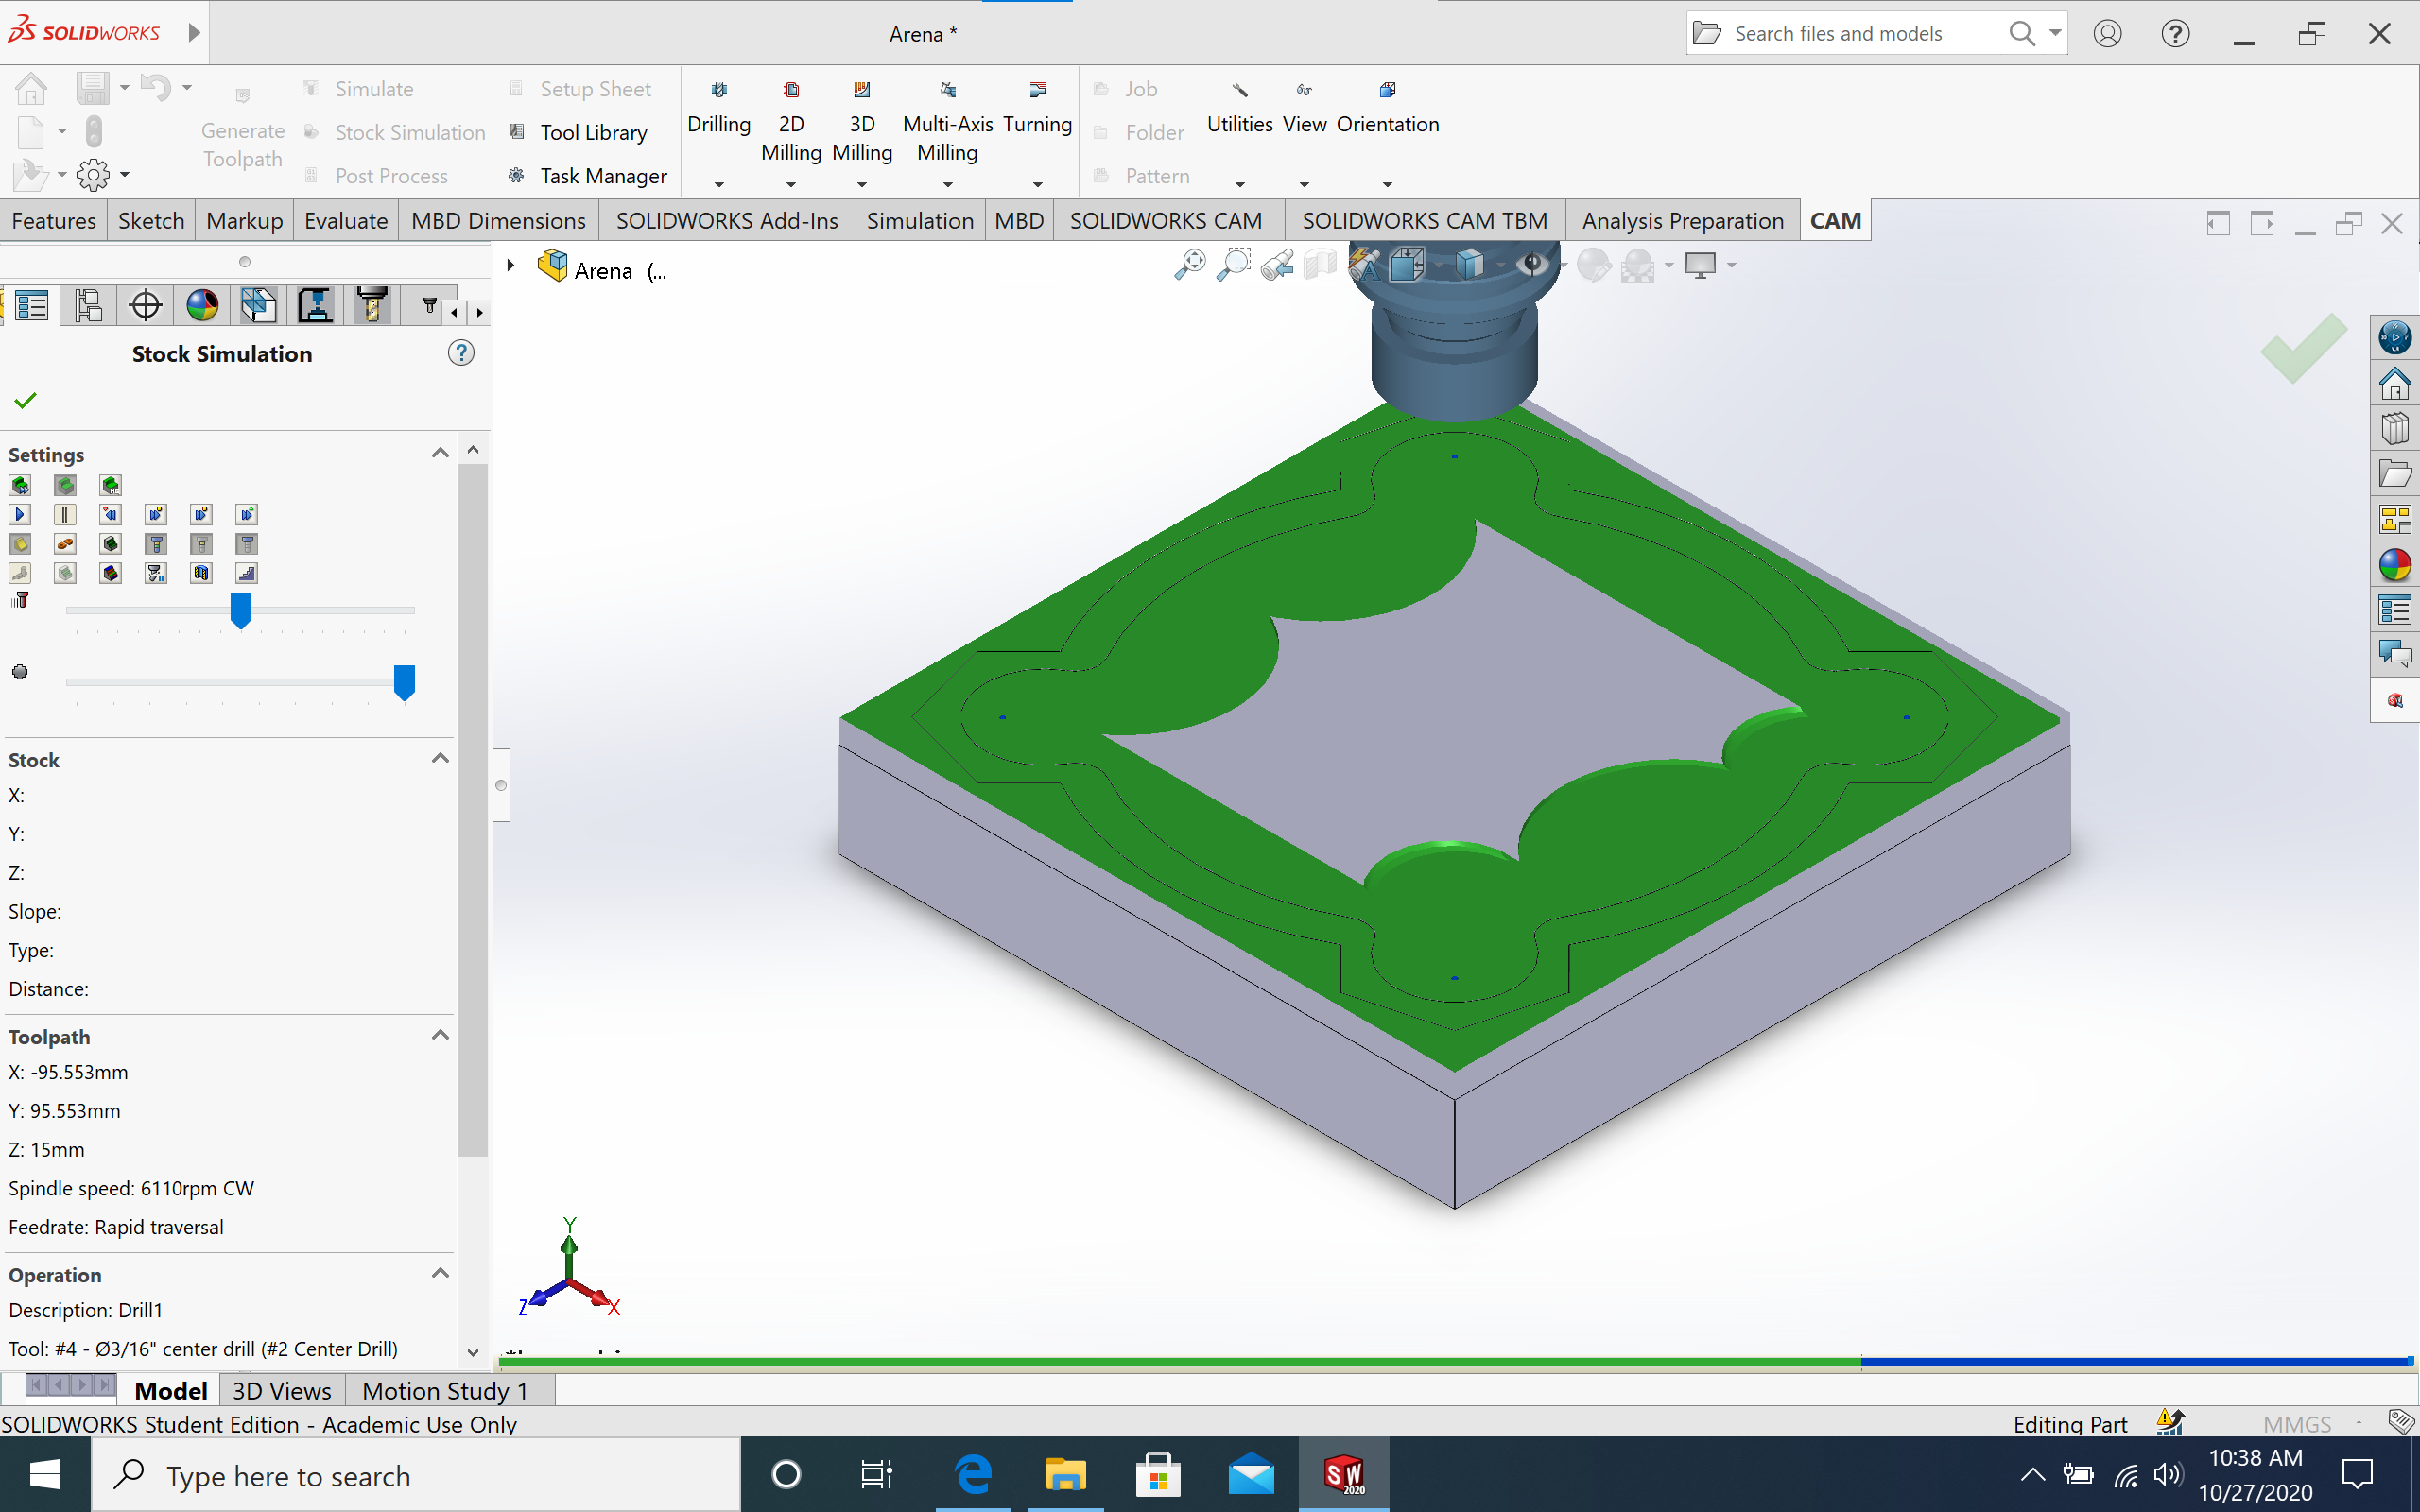 SOLIDWORKS
Arena *
Search files and models
Simulate
Setup Sheet
Generate
Toolpath
Stock Simulation
Tool Library
Post Process
Task Manager
Drilling
2D
Milling
3D
Milling
Multi-Axis
Milling
Turning
Job
Folder
Pattern
Utilities
View
Orientation
Features
Sketch
Markup
Evaluate
MBD Dimensions
SOLIDWORKS Add-Ins
Simulation
MBD
SOLIDWORKS CAM
SOLIDWORKS CAM TBM
Analysis Preparation
CAM
Arena (...
Stock Simulation
Settings
Stock
X:
Y:
Z:
Slope:
Type:
Distance:
Toolpath
X: -95.553mm
Y: 95.553mm
Z: 15mm
Spindle speed: 6110rpm CW
Feedrate: Rapid traversal
Operation
Description: Drill1
Tool: #4 - Ø3/16" center drill (#2 Center Drill)
Y
Z
X
Model
3D Views
Motion Study 1
SOLIDWORKS Student Edition - Academic Use Only
Editing Part
MMGS
Type here to search
SW
2020
10:38 AM
10/27/2020